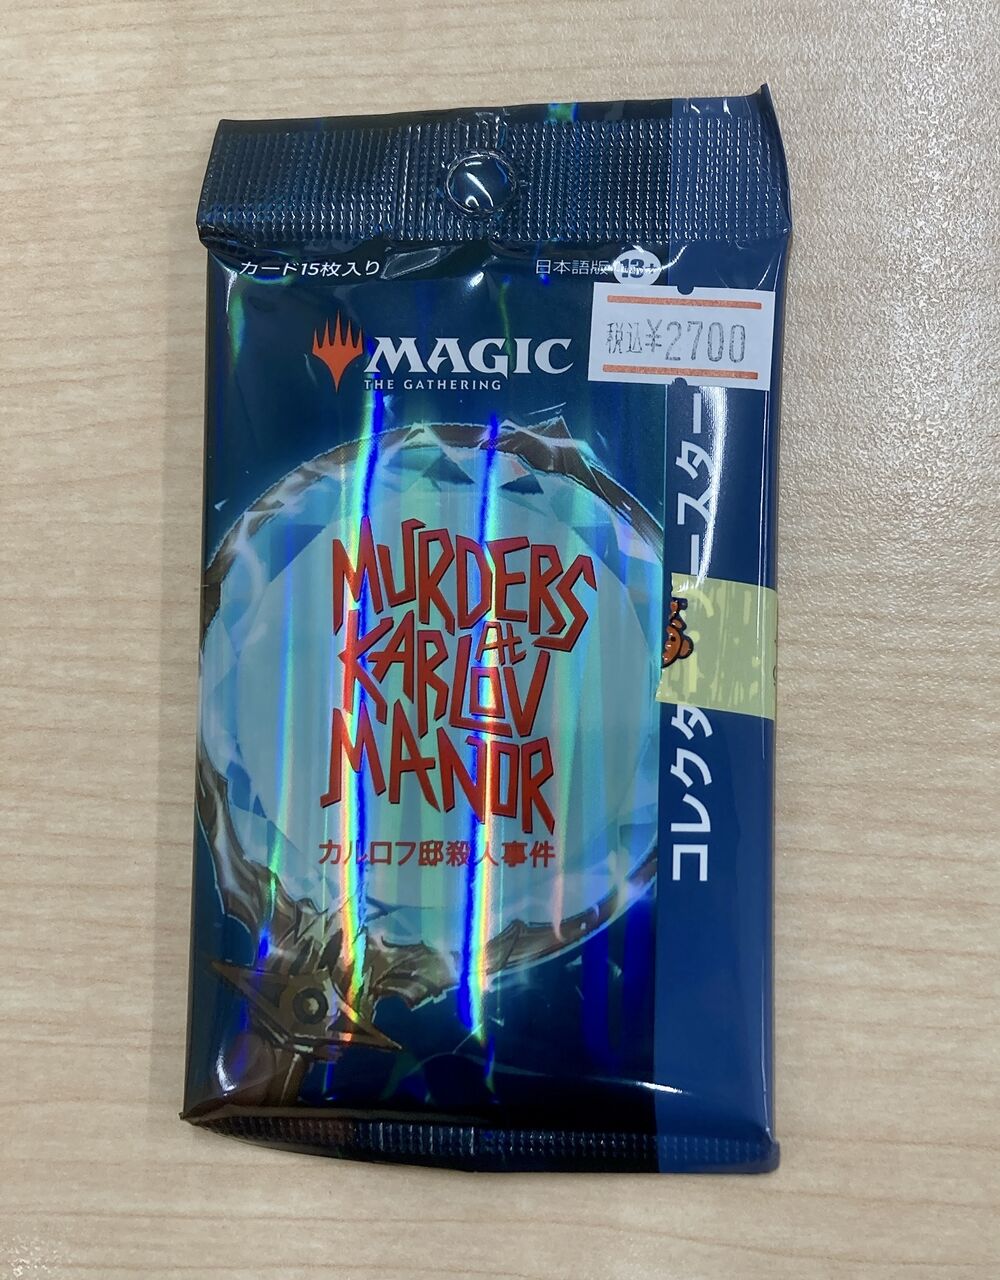 カード15枚入り
日本語版 13+
税込¥2700
MAGIC
THE GATHERING
MURDERS
At
KARLOV
MANOR
カルロフ邸殺人事件
コレクター ースター